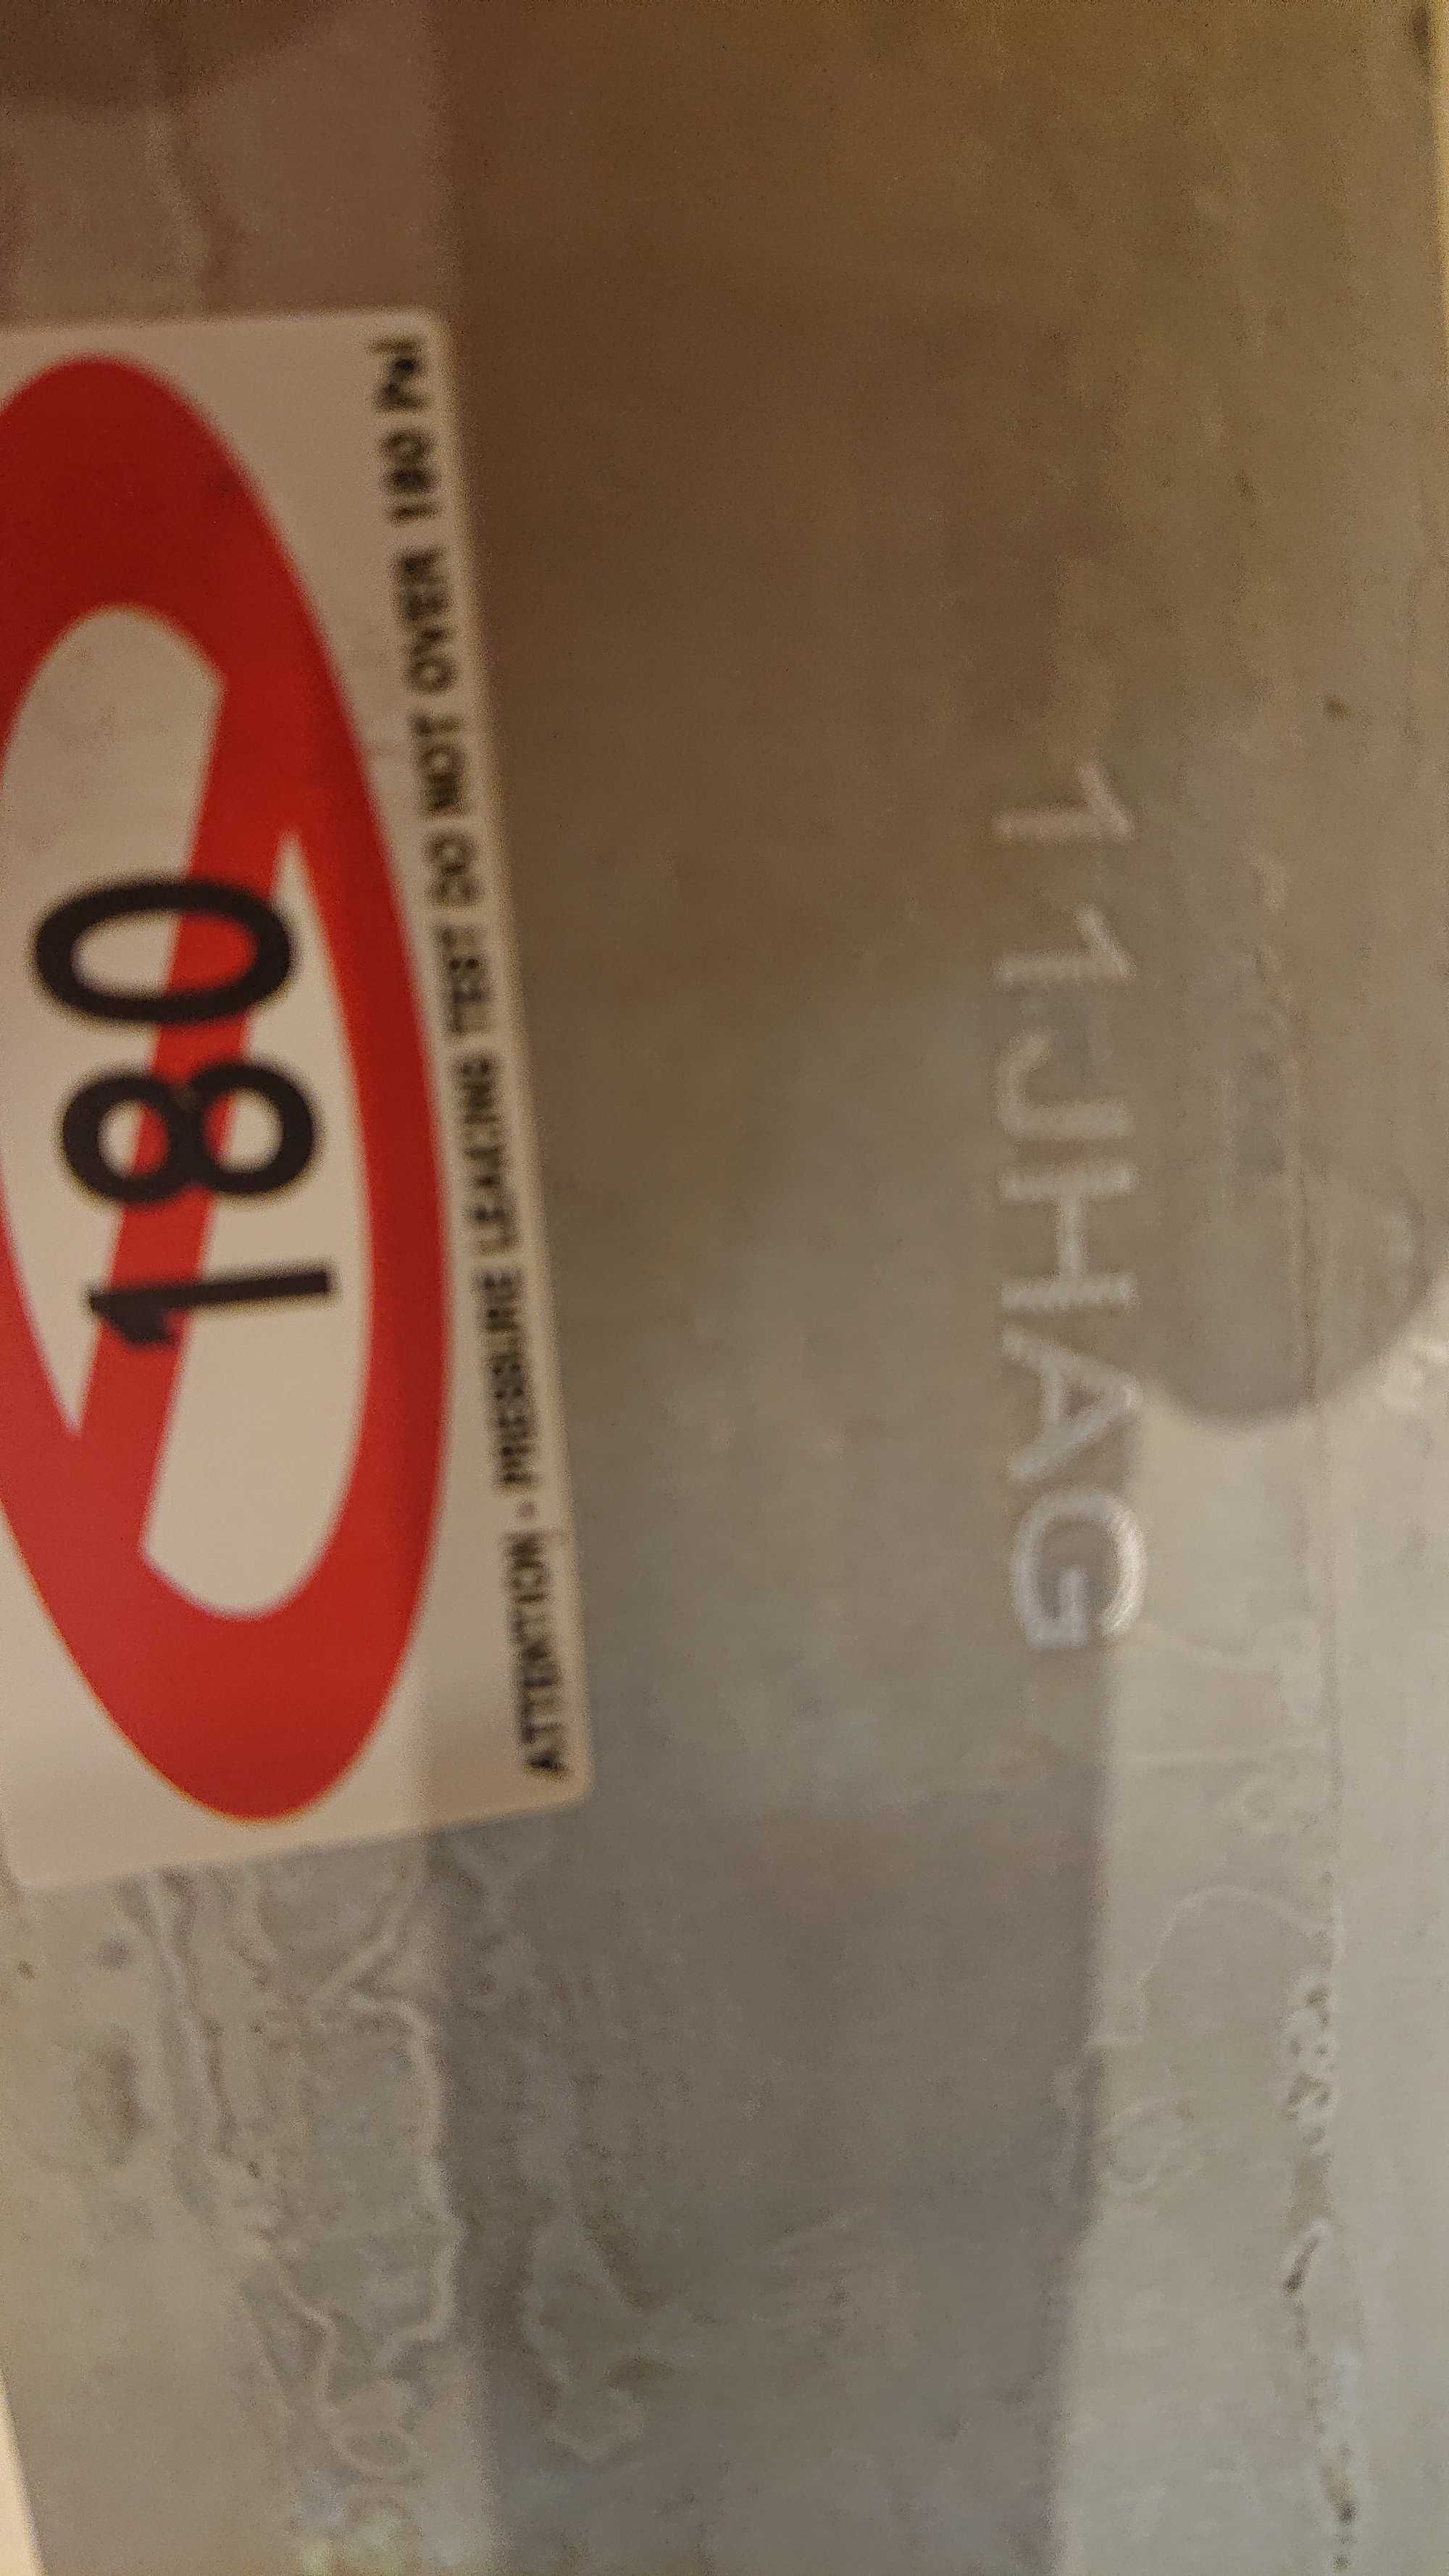 180
ATTENTION - PRESSURE LEAKING TEST DO NOT OVER 180 Pa!
11JHAG